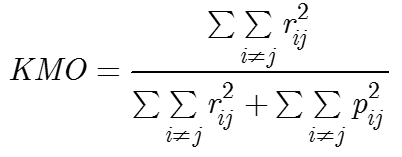 $KMO = \frac{\sum \sum_{i \neq j} r_{ij}^{2}}{\sum \sum_{i \neq j} r_{ij}^{2} + \sum \sum_{i \neq j} p_{ij}^{2}}$